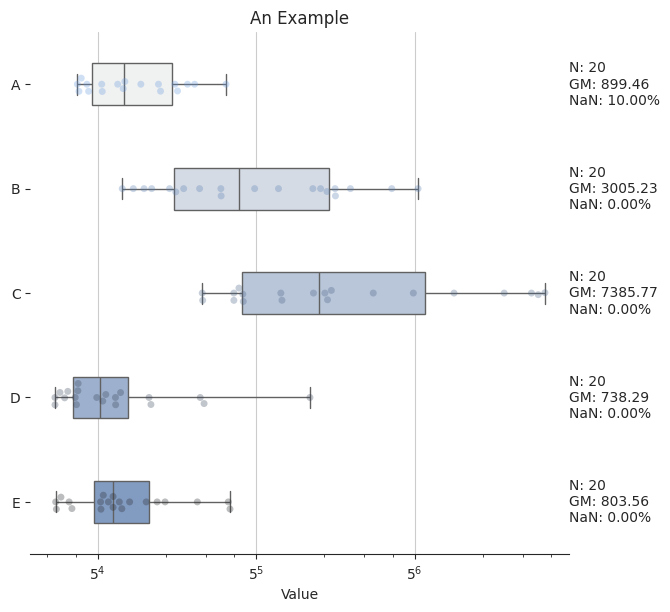 An Example
A
N: 20
GM: 899.46
NaN: 10.00%
B
N: 20
GM: 3005.23
NaN: 0.00%
C
N: 20
GM: 7385.77
NaN: 0.00%
D
N: 20
GM: 738.29
NaN: 0.00%
E
N: 20
GM: 803.56
NaN: 0.00%
5⁴ 5⁵ 5⁶
Value